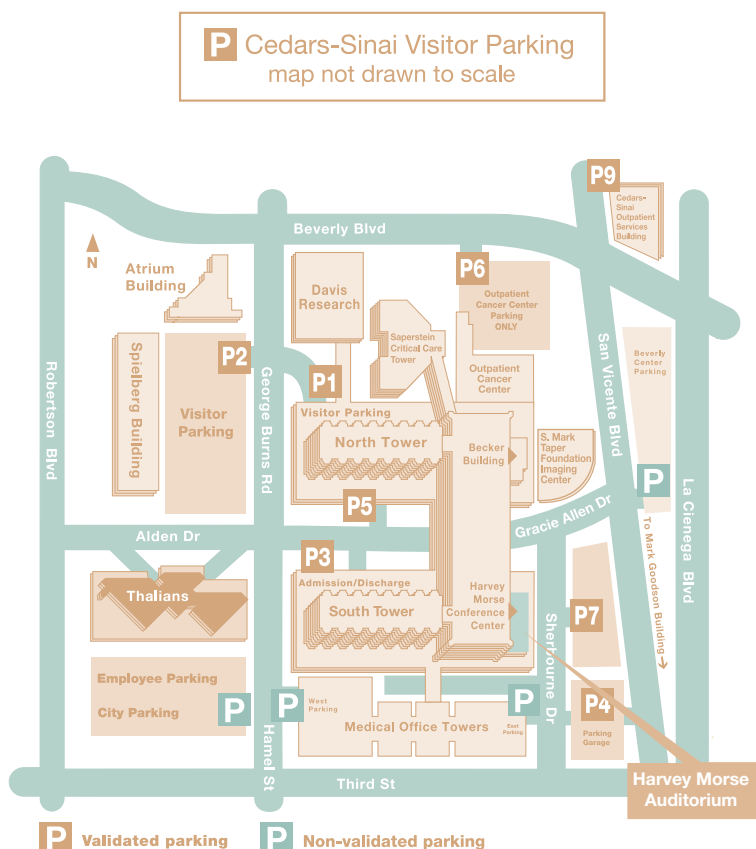 P Cedars-Sinai Visitor Parking
map not drawn to scale
P9
Cedars-
Sinai
Outpatient
Services
Building
Beverly Blvd
N
Atrium
Building
Davis
Research
P6
Outpatient
Cancer Center
Parking
ONLY
Saperstein
Critical Care
Tower
San Vicente Blvd
Beverly
Center
Parking
Robertson Blvd
Spielberg Building
P2
George Burns Rd
P1
Outpatient
Cancer
Center
Visitor
Parking
Visitor Parking
North Tower
Becker
Building
S. Mark
Taper
Foundation
Imaging
Center
P
La Cienega Blvd
P5
Gracie Allen Dr
Alden Dr
To Mark Goodson Building
P3
Admission/Discharge
Thalians
South Tower
Harvey
Morse
Conference
Center
Sherbourne Dr
P7
Employee Parking
City Parking
P
Hamel St
P
West
Parking
Medical Office Towers
P
East
Parking
P4
Parking
Garage
Third St
Harvey Morse
Auditorium
P Validated parking
P Non-validated parking